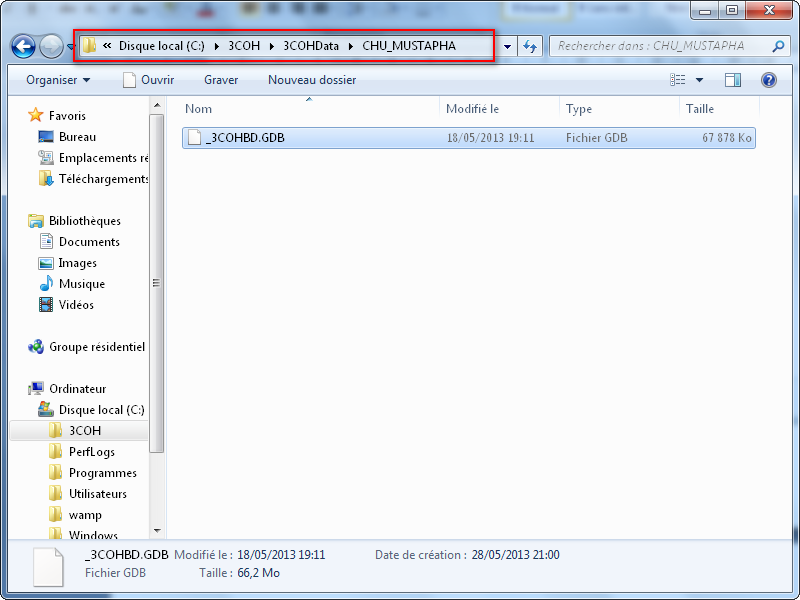 « Disque local (C:) ▸ 3COH ▸ 3COHData ▸ CHU_MUSTAPHA
Rechercher dans : CHU_MUSTAPHA
Organiser Ouvrir Graver Nouveau dossier
Nom Modifié le Type Taille
_3COHBD.GDB 18/05/2013 19:11 Fichier GDB 67 878 Ko
Favoris
Bureau
Emplacements ré
Téléchargements
Bibliothèques
Documents
Images
Musique
Vidéos
Groupe résidentiel
Ordinateur
Disque local (C:)
3COH
PerfLogs
Programmes
Utilisateurs
wamp
Windows
_3COHBD.GDB Modifié le : 18/05/2013 19:11 Date de création : 28/05/2013 21:00
Fichier GDB Taille : 66,2 Mo